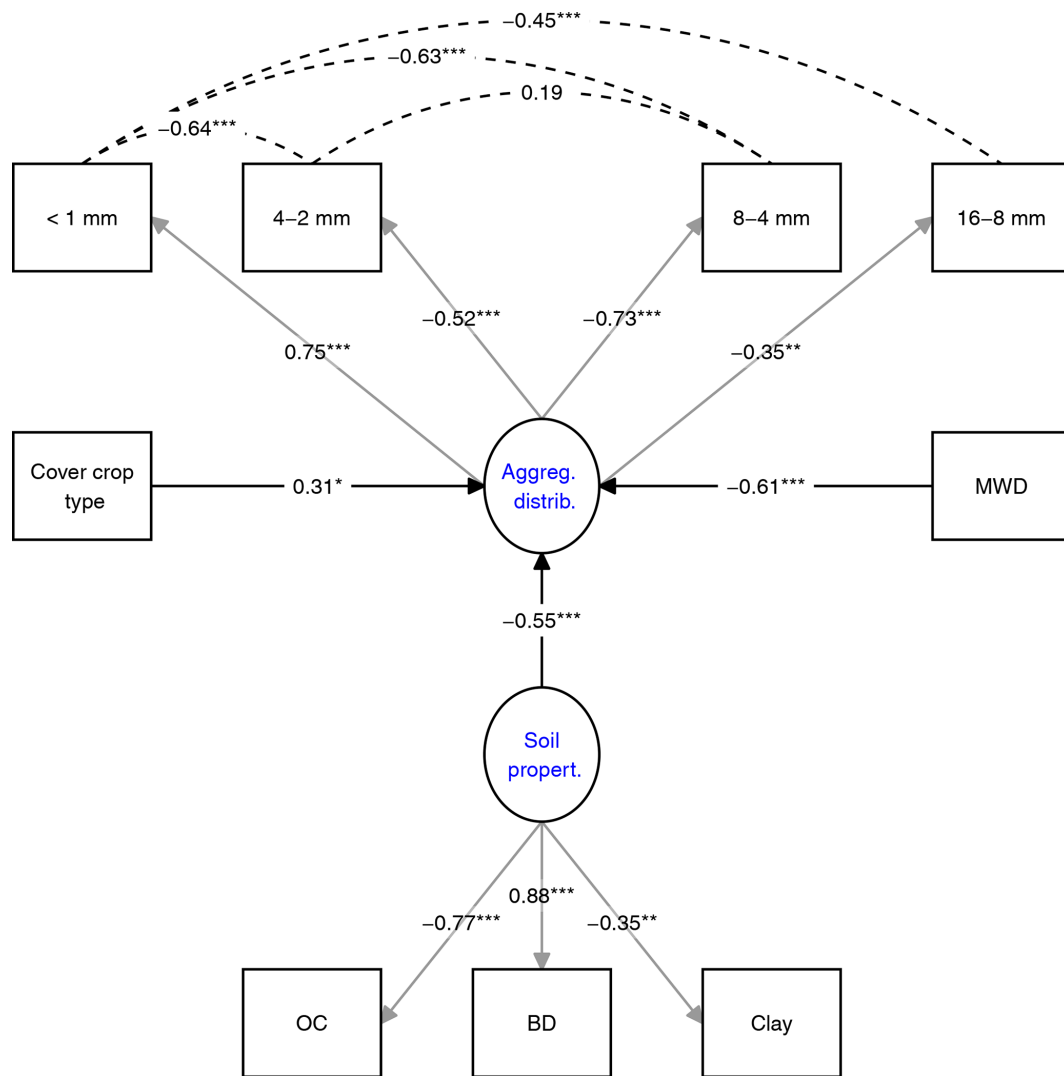 −0.45***
−0.63***
0.19
−0.64***
< 1 mm
4−2 mm
8−4 mm
16−8 mm
−0.52***
−0.73***
0.75***
−0.35**
Cover crop
type
0.31*
Aggreg.
distrib.
−0.61***
MWD
−0.55***
Soil
propert.
0.88***
−0.77***
−0.35**
OC
BD
Clay